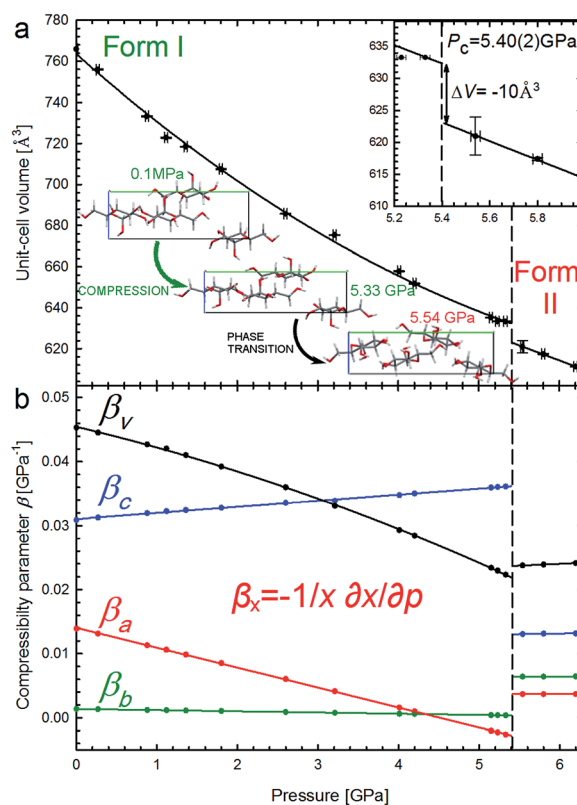 a
Form I
Unit-cell volume [Å³]
780
760
740
720
700
680
660
640
620
635
630
625
620
615
610
5.2
5.4
5.6
5.8
Pc=5.40(2)GPa
ΔV= -10Å³
0.1MPa
COMPRESSION
5.33 GPa
PHASE
TRANSITION
5.54 GPa
Form
II
b
Compressibilty parameter β [GPa⁻¹]
0.05
0.04
0.03
0.02
0.01
0.00
βV
βc
βa
βb
βx=-1/x ∂x/∂p
0
1
2
3
4
5
6
Pressure [GPa]